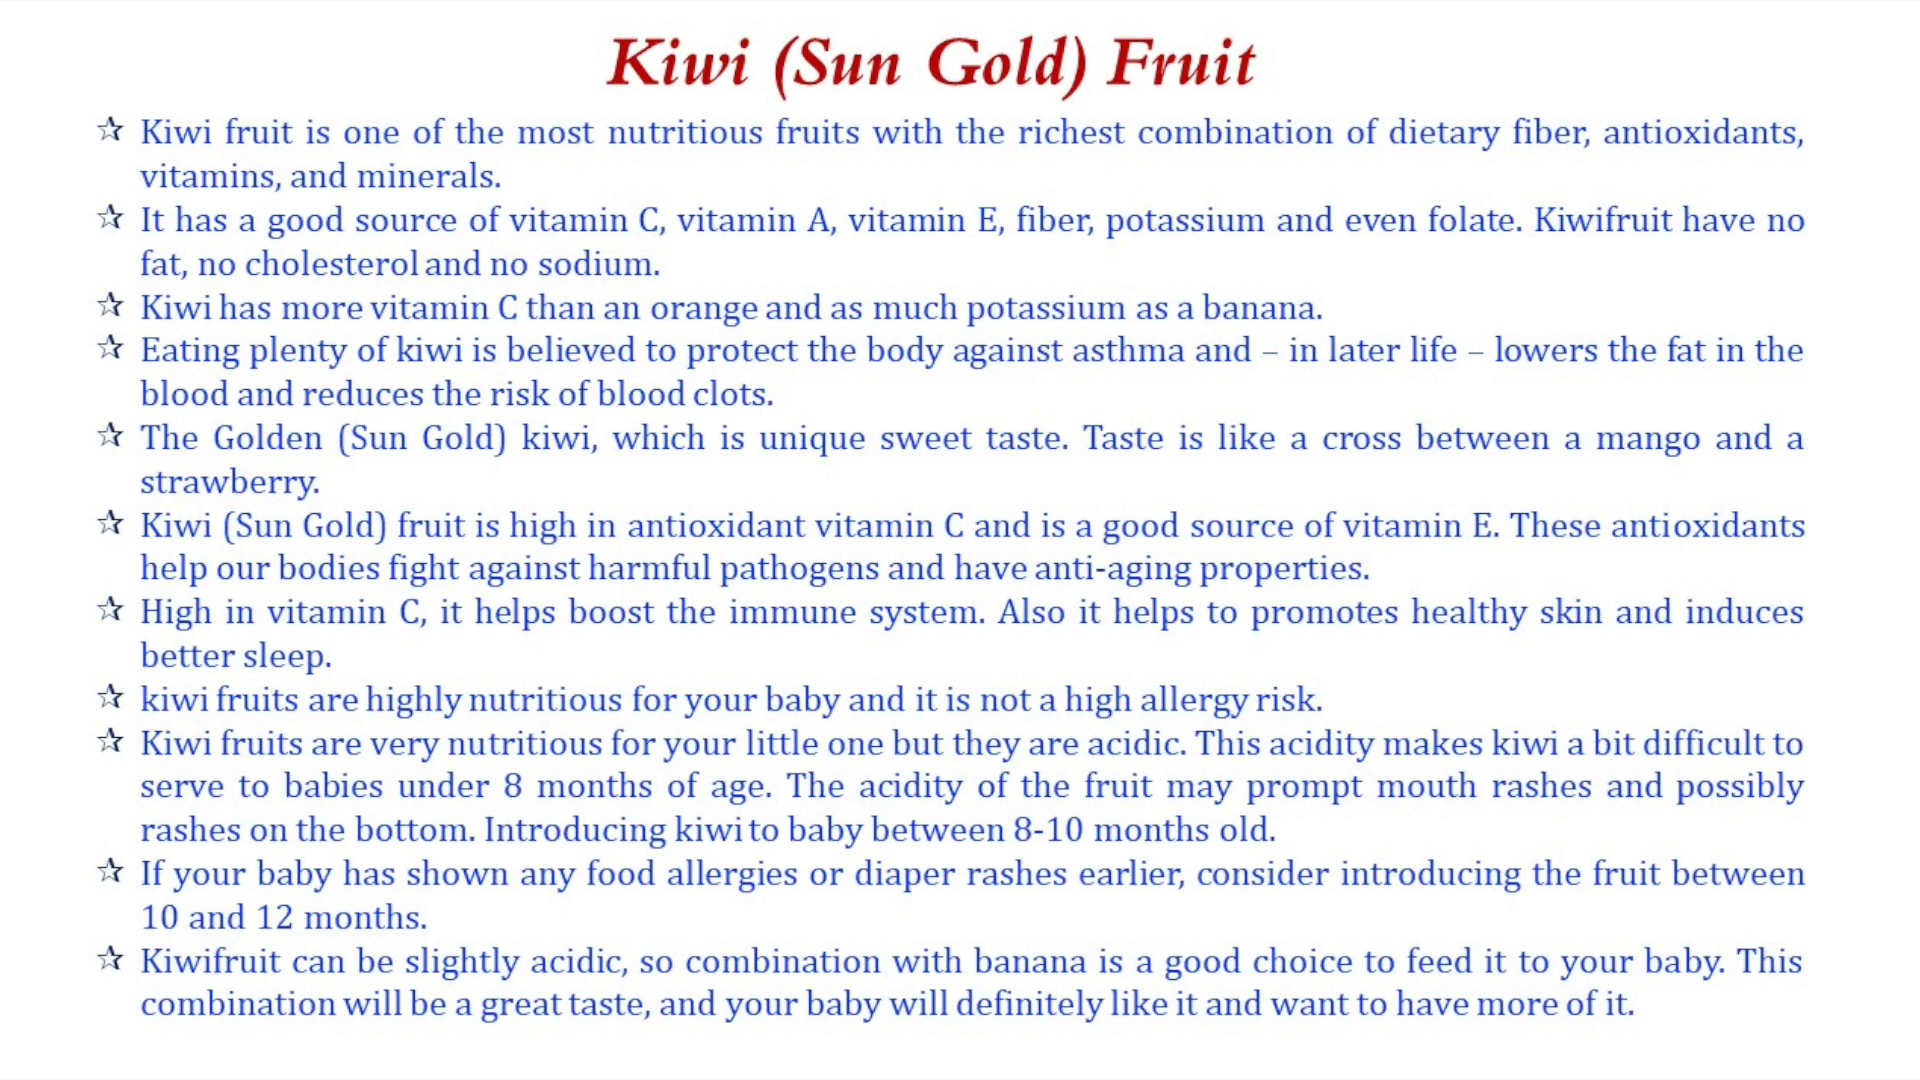 Kiwi (Sun Gold) Fruit
☆ Kiwi fruit is one of the most nutritious fruits with the richest combination of dietary fiber, antioxidants,
vitamins, and minerals.
☆ It has a good source of vitamin C, vitamin A, vitamin E, fiber, potassium and even folate. Kiwifruit have no
fat, no cholesterol and no sodium.
☆ Kiwi has more vitamin C than an orange and as much potassium as a banana.
☆ Eating plenty of kiwi is believed to protect the body against asthma and – in later life – lowers the fat in the
blood and reduces the risk of blood clots.
☆ The Golden (Sun Gold) kiwi, which is unique sweet taste. Taste is like a cross between a mango and a
strawberry.
☆ Kiwi (Sun Gold) fruit is high in antioxidant vitamin C and is a good source of vitamin E. These antioxidants
help our bodies fight against harmful pathogens and have anti-aging properties.
☆ High in vitamin C, it helps boost the immune system. Also it helps to promotes healthy skin and induces
better sleep.
☆ kiwi fruits are highly nutritious for your baby and it is not a high allergy risk.
☆ Kiwi fruits are very nutritious for your little one but they are acidic. This acidity makes kiwi a bit difficult to
serve to babies under 8 months of age. The acidity of the fruit may prompt mouth rashes and possibly
rashes on the bottom. Introducing kiwi to baby between 8-10 months old.
☆ If your baby has shown any food allergies or diaper rashes earlier, consider introducing the fruit between
10 and 12 months.
☆ Kiwifruit can be slightly acidic, so combination with banana is a good choice to feed it to your baby. This
combination will be a great taste, and your baby will definitely like it and want to have more of it.